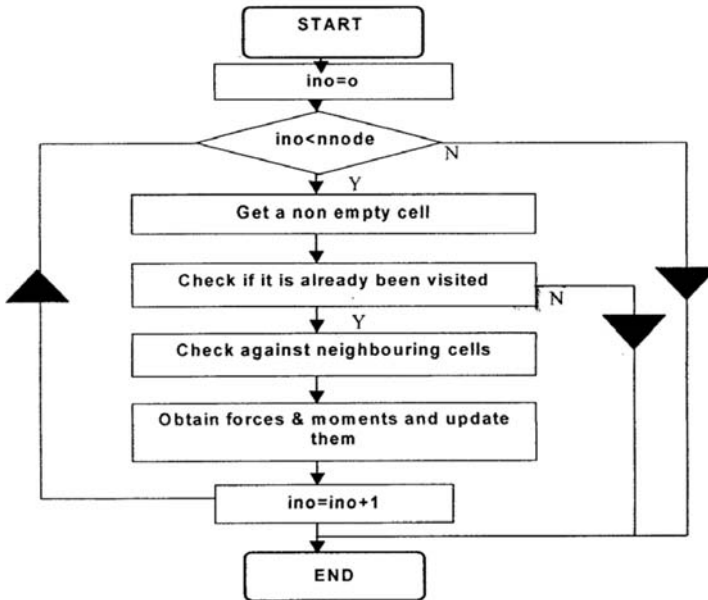 START
ino=o
ino<nnode
N
Y
Get a non empty cell
Check if it is already been visited
N
Y
Check against neighbouring cells
Obtain forces & moments and update
them
ino=ino+1
END